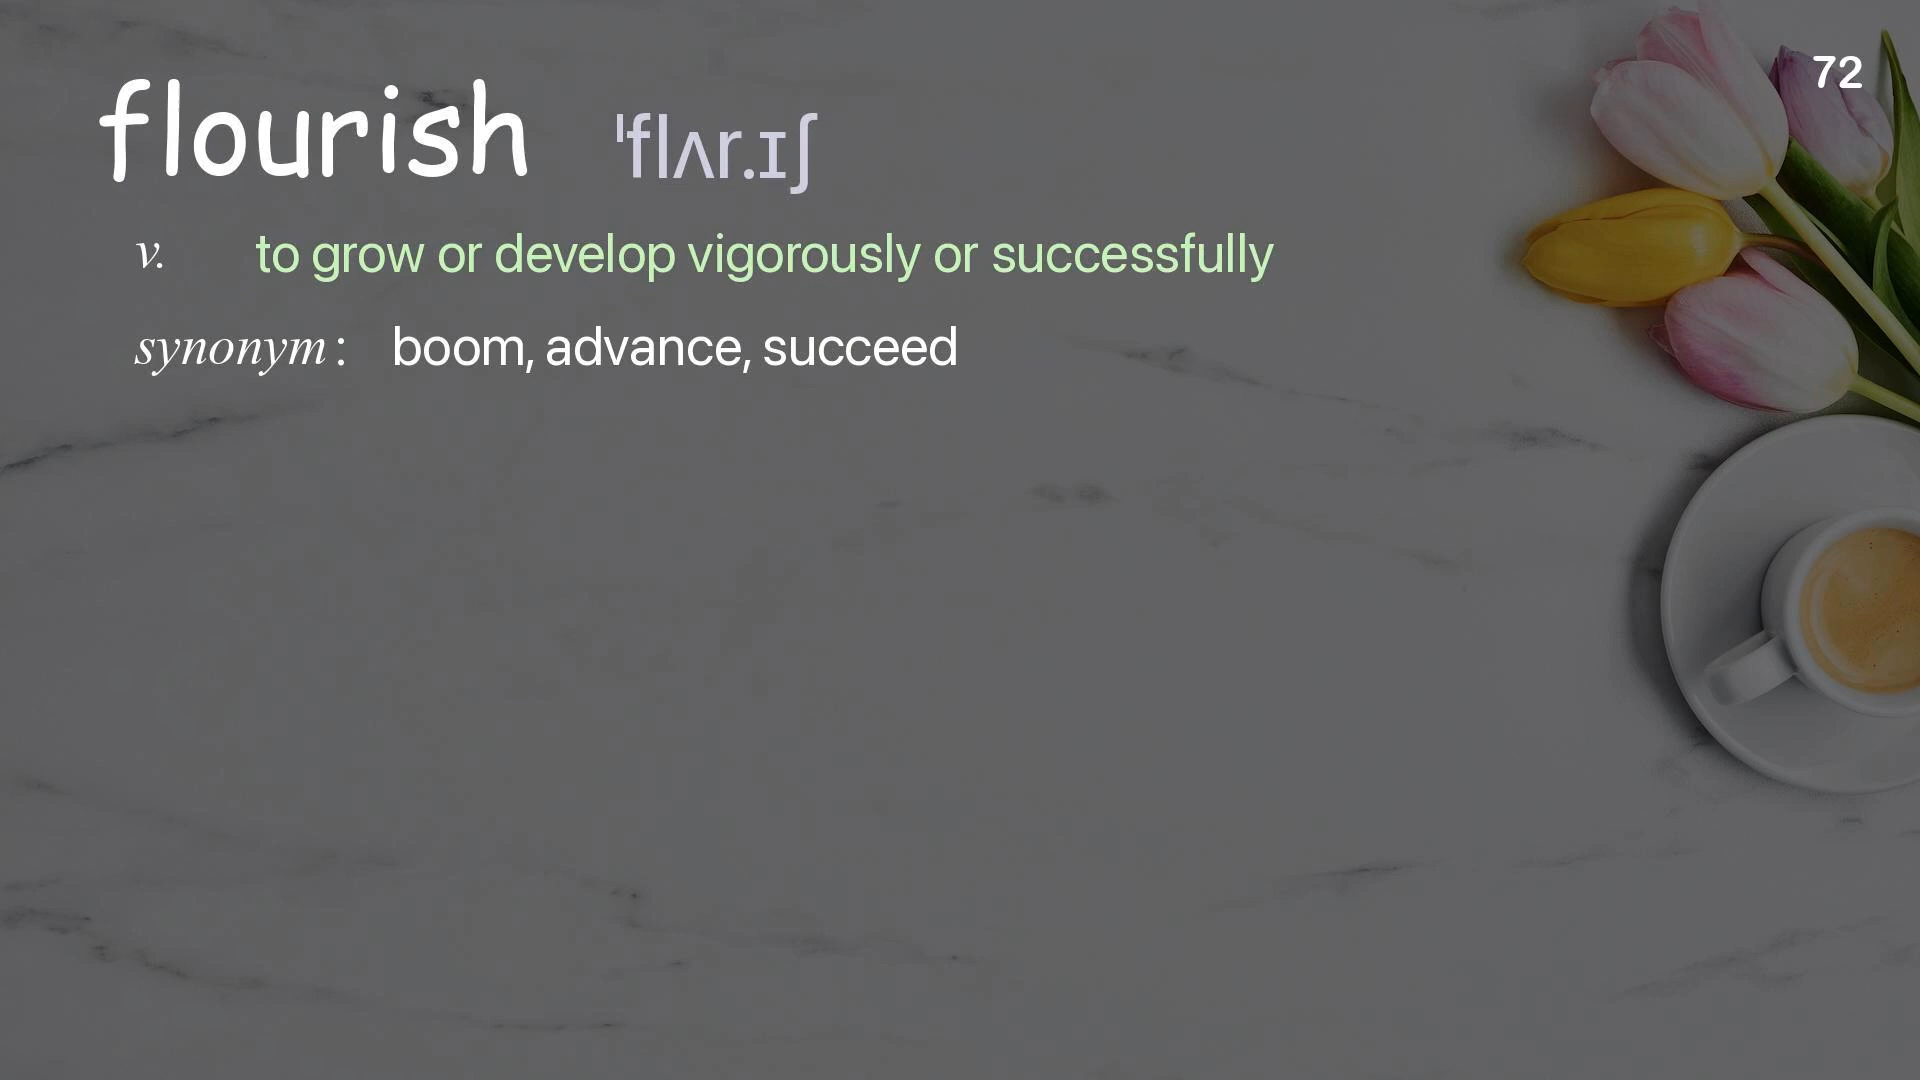 72
flourish ˈflʌr.ɪʃ
v. to grow or develop vigorously or successfully
synonym : boom, advance, succeed